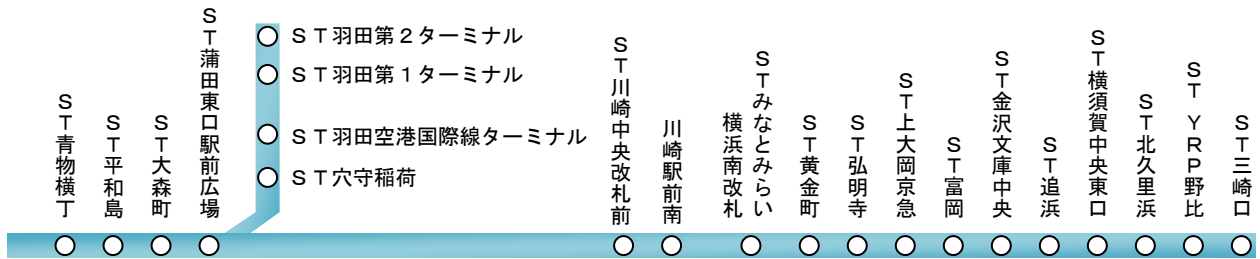 ST青物横丁
ST平和島
ST大森町
ST蒲田東口駅前広場
ST羽田第2ターミナル
ST羽田第1ターミナル
ST羽田空港国際線ターミナル
ST穴守稲荷
ST川崎中央改札前
川崎駅前南
STみなとみらい
横浜南改札
ST黄金町
ST弘明寺
ST上大岡京急
ST富岡
ST金沢文庫中央
ST追浜
ST横須賀中央東口
ST北久里浜
ST YRP野比
ST三崎口